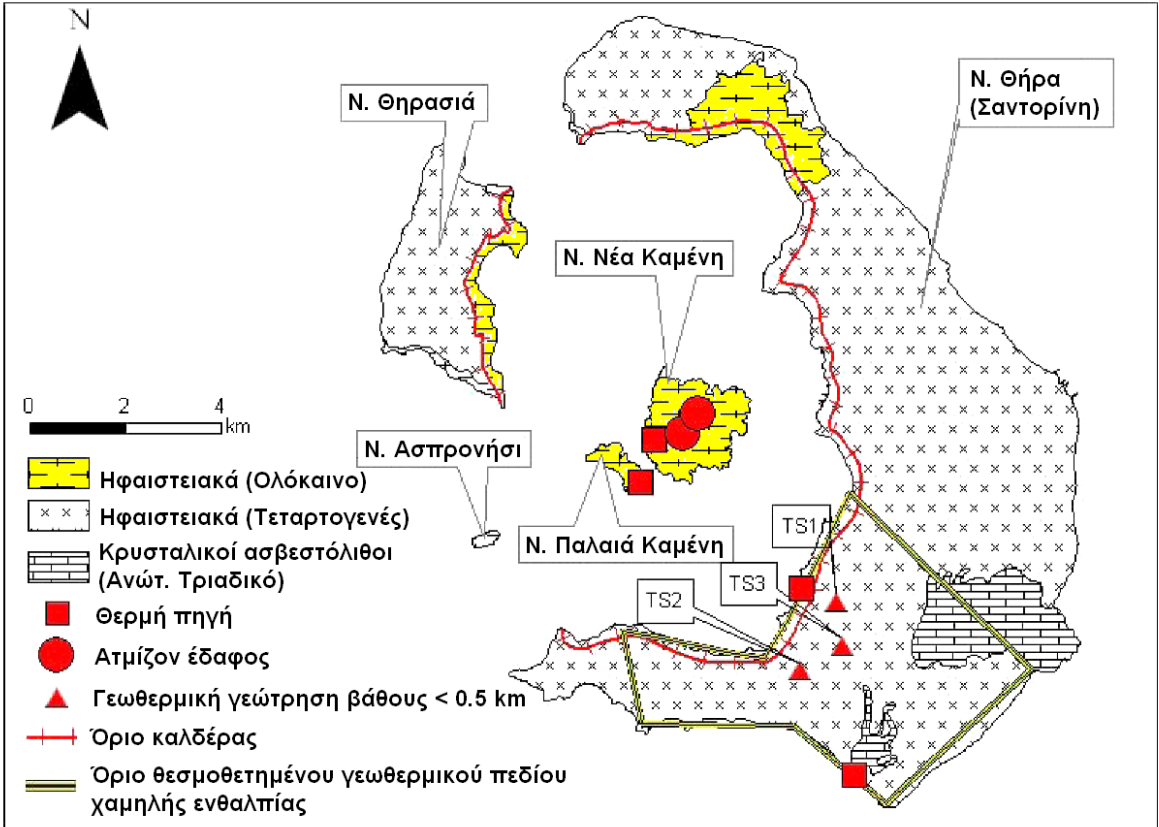 N
Ν. Θηρασιά
Ν. Θήρα
(Σαντορίνη)
Ν. Νέα Καμένη
0 2 4
km
Ν. Ασπρονήσι
Ν. Παλαιά Καμένη
TS1
TS3
TS2
Ηφαιστειακά (Ολόκαινο)
Ηφαιστειακά (Τεταρτογενές)
Κρυσταλικοί ασβεστόλιθοι
(Ανώτ. Τριαδικό)
Θερμή πηγή
Ατμίζον έδαφος
Γεωθερμική γεώτρηση βάθους < 0.5 km
Όριο καλδέρας
Όριο θεσμοθετημένου γεωθερμικού πεδίου
χαμηλής ενθαλπίας